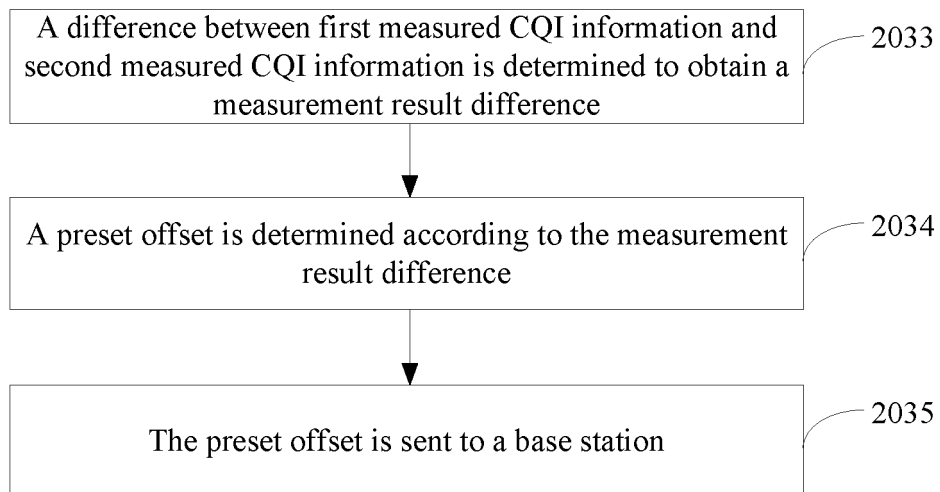 A difference between first measured CQI information and
second measured CQI information is determined to obtain a
measurement result difference
2033
A preset offset is determined according to the measurement
result difference
2034
The preset offset is sent to a base station
2035